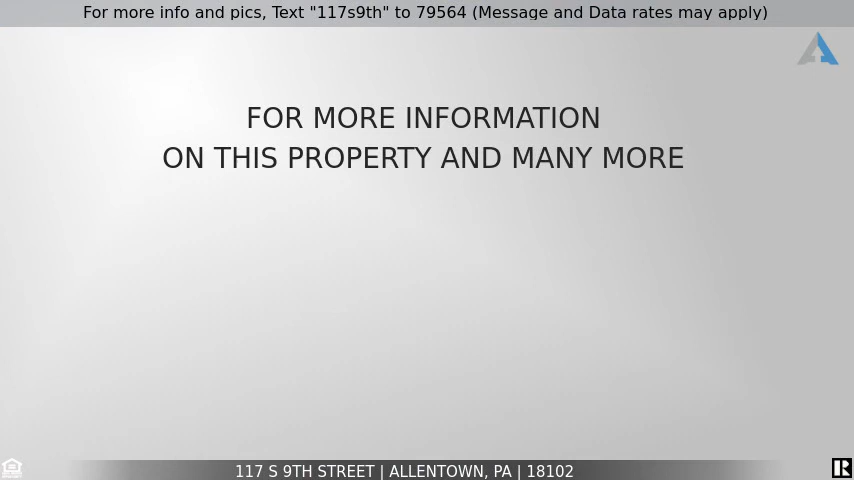 For more info and pics, Text "117s9th" to 79564 (Message and Data rates may apply)
FOR MORE INFORMATION
ON THIS PROPERTY AND MANY MORE
117 S 9TH STREET | ALLENTOWN, PA | 18102